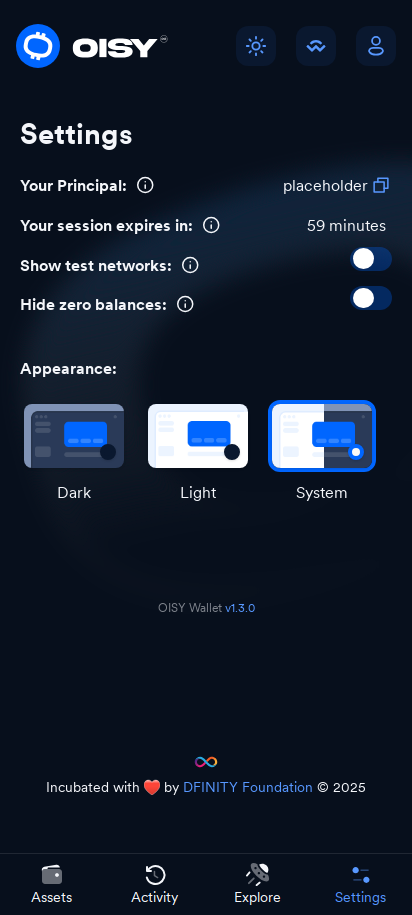 OISY
Settings
Your Principal: placeholder
Your session expires in: 59 minutes
Show test networks:
Hide zero balances:
Appearance:
Dark Light System
OISY Wallet v1.3.0
Incubated with ❤️ by DFINITY Foundation © 2025
Assets Activity Explore Settings